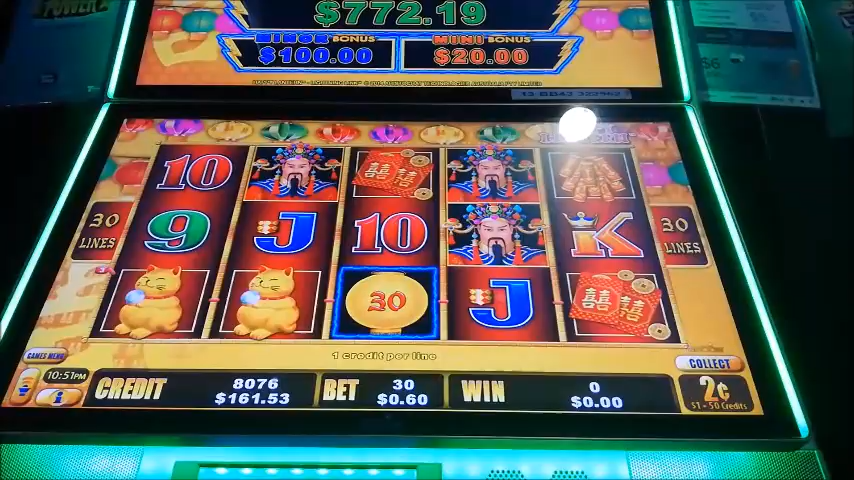 $772.19
MINOR BONUS
MINI BONUS
$100.00
$20.00
10
囍 囍
30 LINES
9
J
10
K
30 LINES
30
J
囍 囍
1 credit per line
GAMES MENU
10:51PM
COLLECT
CREDIT
8076
$161.53
BET
30
$0.60
WIN
0
$0.00
2¢
$1 = 50 Credits